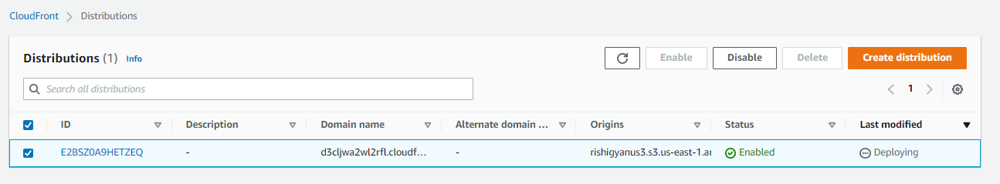 CloudFront > Distributions
Distributions (1) Info Enable Disable Delete Create distribution
Search all distributions 1
ID Description Domain name Alternate domain ... Origins Status Last modified
E2BSZ0A9HETZEQ - d3cljwa2wl2rfl.cloudf... - rishigyanus3.s3.us-east-1.a Enabled Deploying